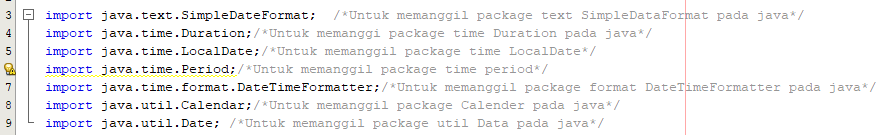 3 import java.text.SimpleDateFormat; /*Untuk memanggil package text SimpleDataFormat pada java*/
4 import java.time.Duration;/*Untuk memanggi package time Duration pada java*/
5 import java.time.LocalDate;/*Untuk memanggil package time LocalDate*/
import java.time.Period;/*Untuk memanggil package time period*/
7 import java.time.format.DateTimeFormatter;/*Untuk memanggil package format DateTimeFormatter pada java*/
8 import java.util.Calendar;/*Untuk memanggil package Calender pada java*/
9 import java.util.Date; /*Untuk memanggil package util Data pada java*/